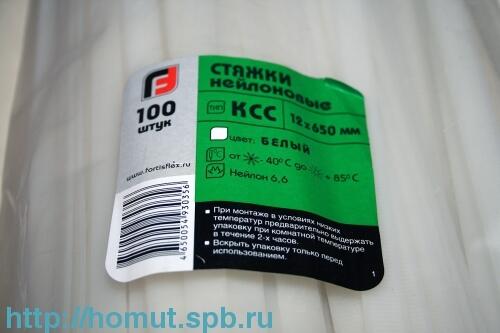 100
штук
www.fortisflex.ru
4650054930356
СТЯЖКИ
НЕЙЛОНОВЫЕ
ТИП КСС 12x650 мм
цвет: БЕЛЫЙ
°C от -40°C до +85°C
Нейлон 6,6
При монтаже в условиях низких
температур предварительно выдержать
упаковку при комнатной температуре
в течение 2-х часов.
Вскрыть упаковку только перед
использованием.
1
http://homut.spb.ru